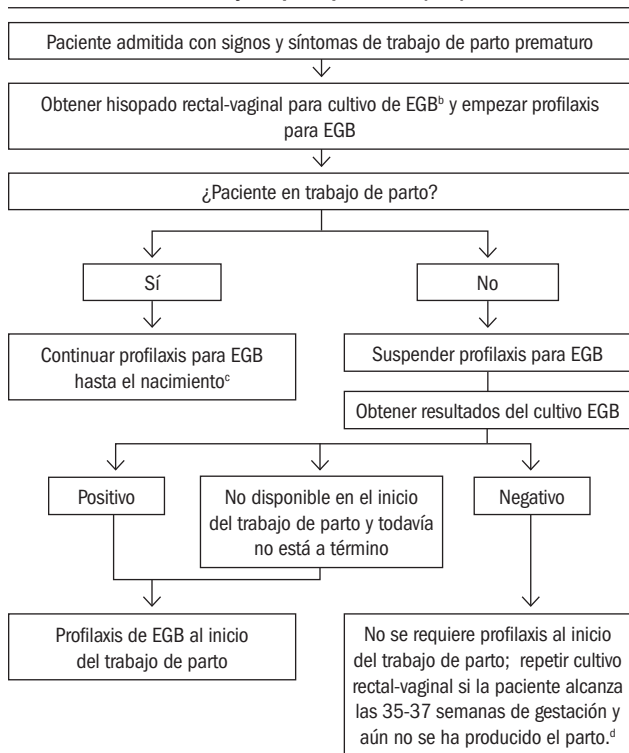 Paciente admitida con signos y síntomas de trabajo de parto prematuro
Obtener hisopado rectal-vaginal para cultivo de EGBᵇ y empezar profilaxis
para EGB
¿Paciente en trabajo de parto?
Sí
No
Continuar profilaxis para EGB
hasta el nacimientoᶜ
Suspender profilaxis para EGB
Obtener resultados del cultivo EGB
Positivo
No disponible en el inicio
del trabajo de parto y todavía
no está a término
Negativo
Profilaxis de EGB al inicio
del trabajo de parto
No se requiere profilaxis al inicio
del trabajo de parto; repetir cultivo
rectal-vaginal si la paciente alcanza
las 35-37 semanas de gestación y
aún no se ha producido el parto.ᵈ